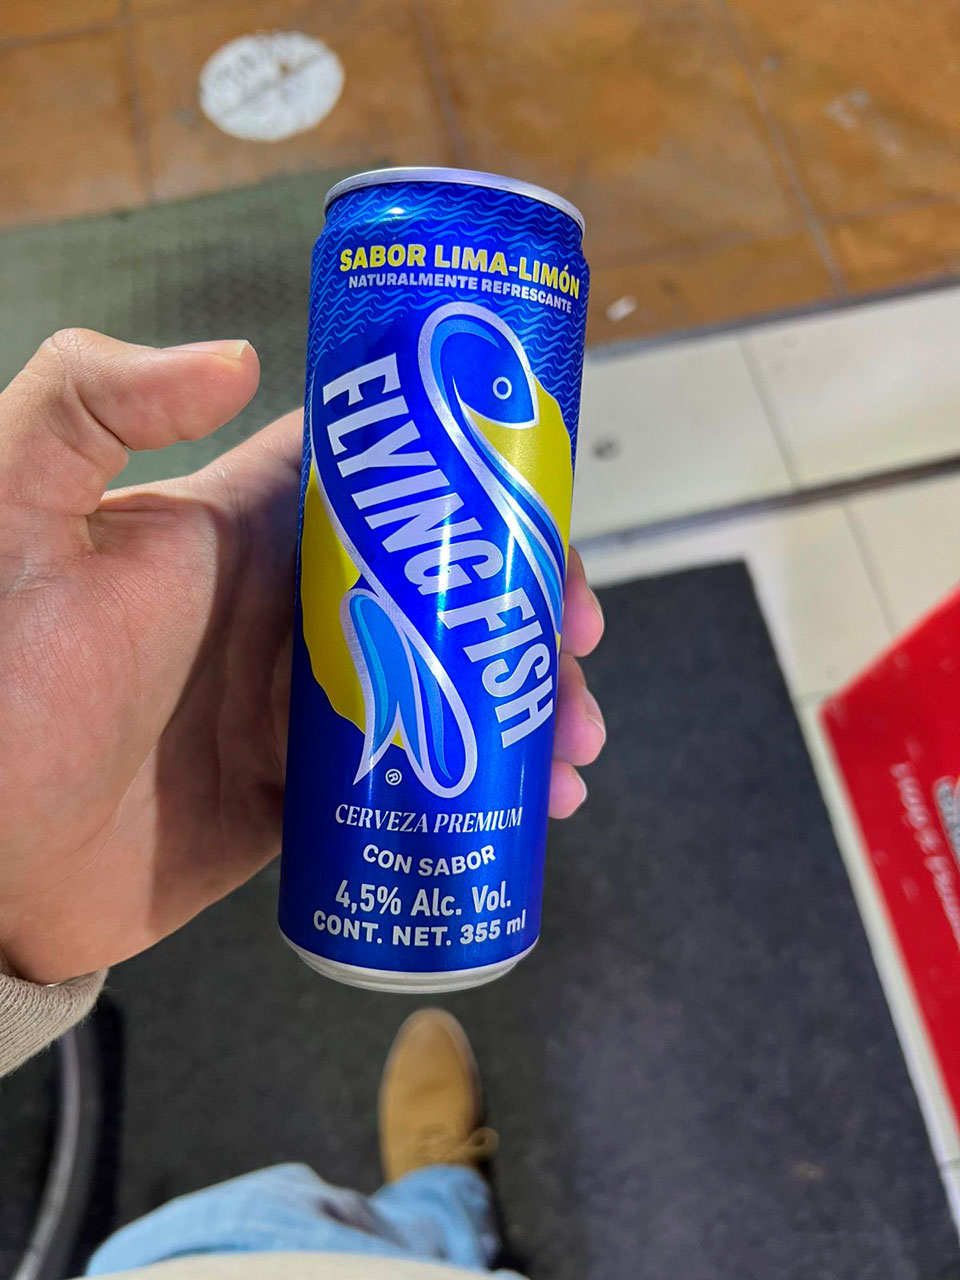 SABOR LIMA-LIMÓN
NATURALMENTE REFRESCANTE
FLYING FISH
®
CERVEZA PREMIUM
CON SABOR
4,5% Alc. Vol.
CONT. NET. 355 ml